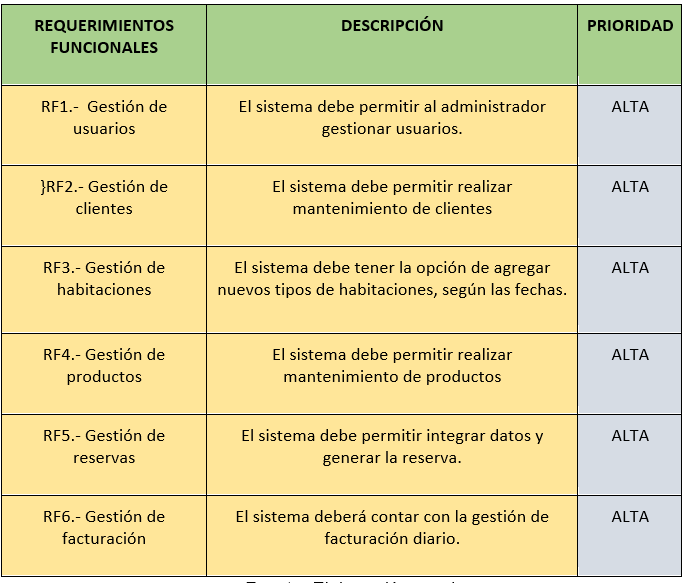 REQUERIMIENTOS
FUNCIONALES
DESCRIPCIÓN
PRIORIDAD
RF1.- Gestión de
usuarios
El sistema debe permitir al administrador
gestionar usuarios.
ALTA
}RF2.- Gestión de
clientes
El sistema debe permitir realizar
mantenimiento de clientes
ALTA
RF3.- Gestión de
habitaciones
El sistema debe tener la opción de agregar
nuevos tipos de habitaciones, según las fechas.
ALTA
RF4.- Gestión de
productos
El sistema debe permitir realizar
mantenimiento de productos
ALTA
RF5.- Gestión de
reservas
El sistema debe permitir integrar datos y
generar la reserva.
ALTA
RF6.- Gestión de
facturación
El sistema deberá contar con la gestión de
facturación diario.
ALTA